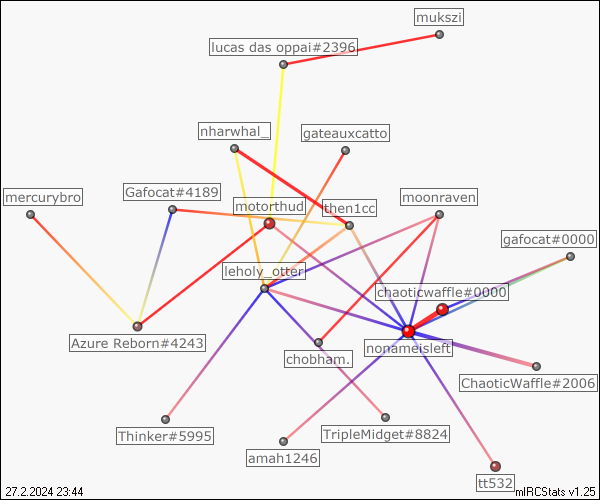 mukszi
lucas das oppai#2396
nharwhal_
gateauxcatto
mercurybro
Gafocat#4189
motorthud
then1cc
moonraven
gafocat#0000
leholy_otter
chaoticwaffle#0000
Azure Reborn#4243
chobham.
nonameisleft
ChaoticWaffle#2006
Thinker#5995
amah1246
TripleMidget#8824
tt532
27.2.2024 23:44
mIRCStats v1.25